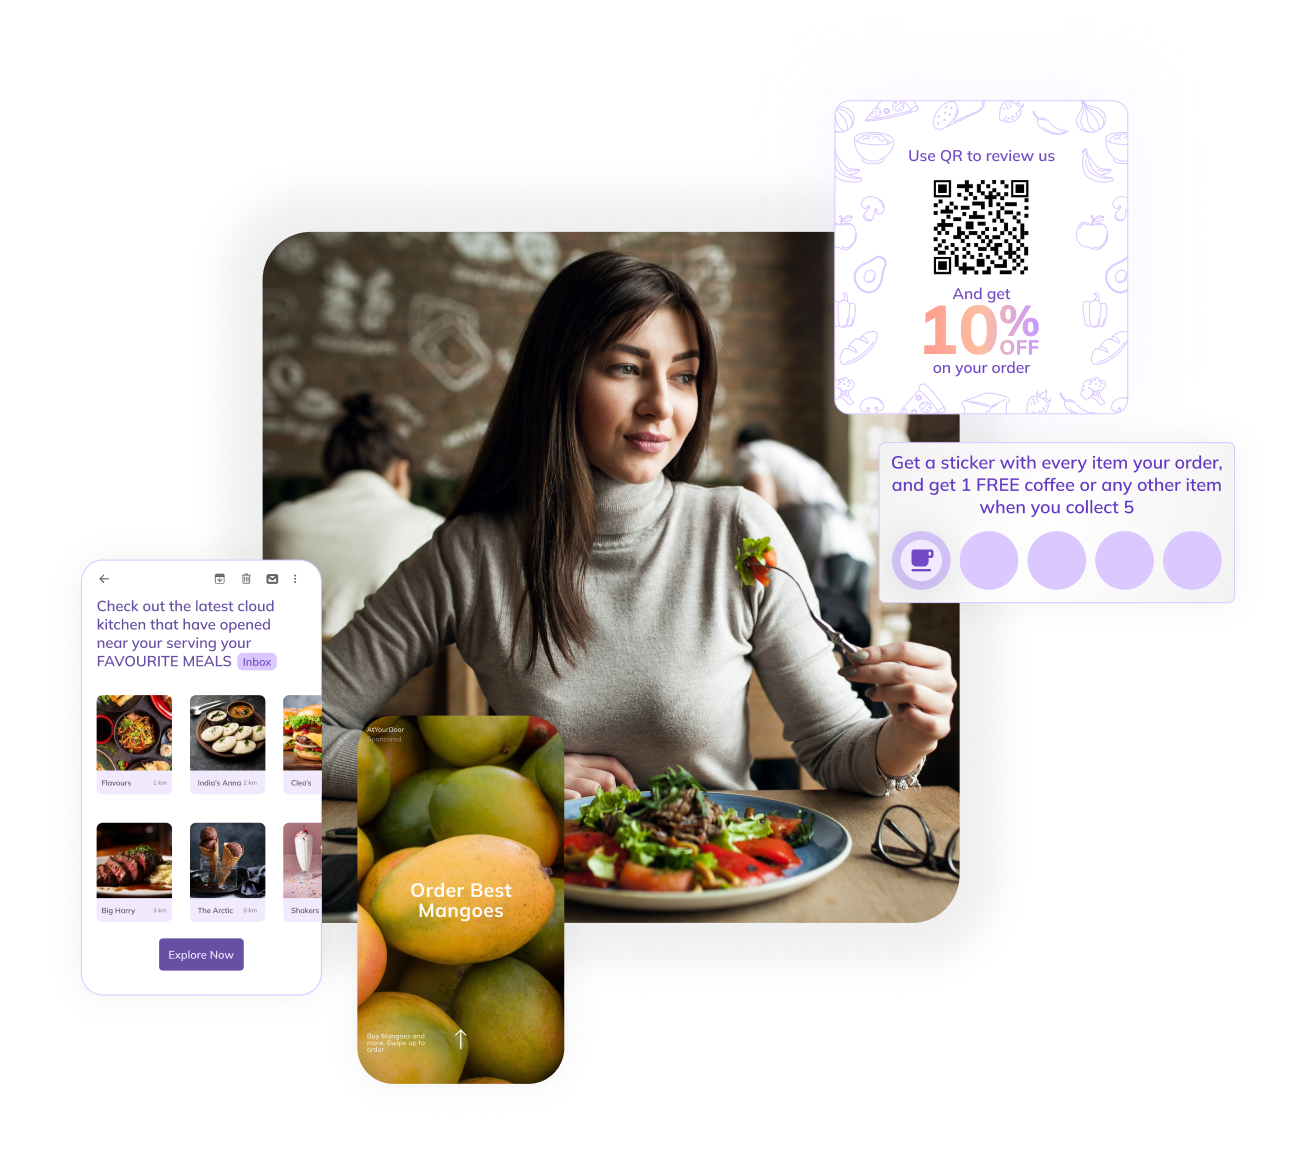 Use QR to review us
And get
10%
OFF
on your order
Get a sticker with every item your order,
and get 1 FREE coffee or any other item
when you collect 5
Check out the latest cloud
kitchen that have opened
near your serving your
FAVOURITE MEALS Inbox
Flavours 1 km
India's Anna 2 km
Cleo's
Big Harry 3 km
The Arctic 8 km
Shakers
Explore Now
AtYourDoor
Sponsored
Order Best
Mangoes
Buy Mangoes and
more. Swipe up to
order